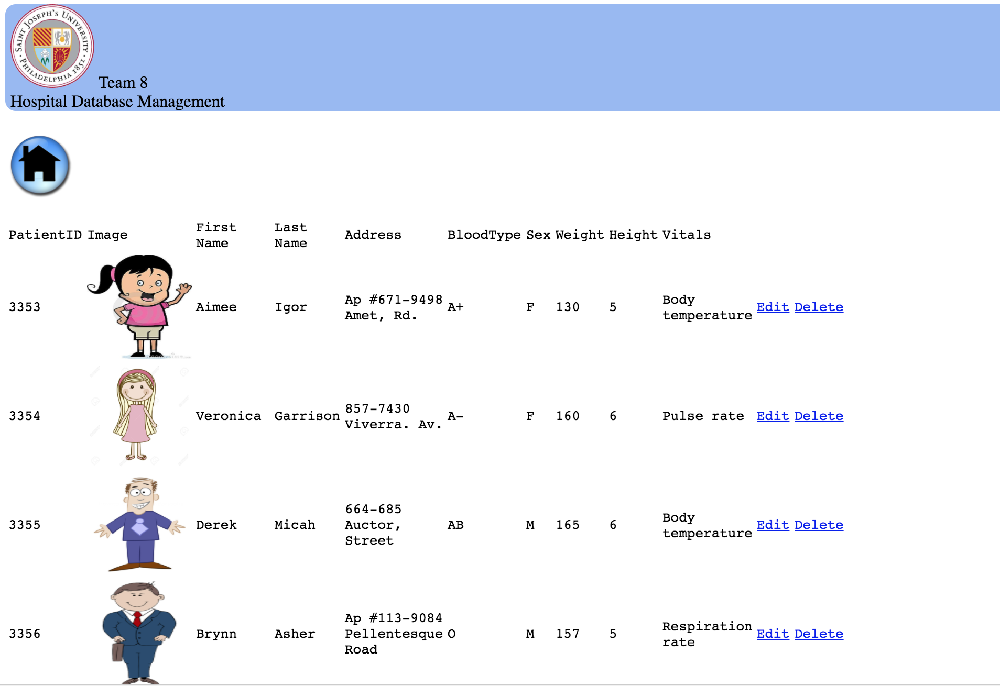 SAINT JOSEPH'S UNIVERSITY
PHILADELPHIA 1851
IHS
Team 8
Hospital Database Management
PatientID Image First Name Last Name Address BloodType Sex Weight Height Vitals
3353 Aimee Igor Ap #671-9498 Amet, Rd. A+ F 130 5 Body temperature Edit Delete
3354 Veronica Garrison 857-7430 Viverra. Av. A- F 160 6 Pulse rate Edit Delete
3355 Derek Micah 664-685 Auctor, Street AB M 165 6 Body temperature Edit Delete
3356 Brynn Asher Ap #113-9084 Pellentesque Road O M 157 5 Respiration rate Edit Delete